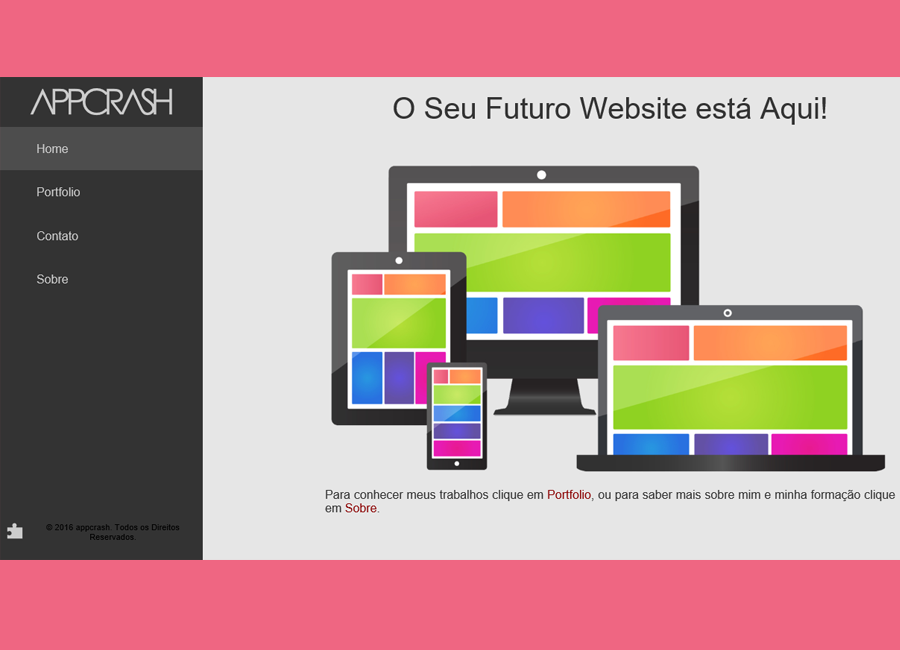 APPCRASH
Home
Portfolio
Contato
Sobre
© 2016 appcrash. Todos os Direitos
Reservados.
O Seu Futuro Website está Aqui!
Para conhecer meus trabalhos clique em Portfolio, ou para saber mais sobre mim e minha formação clique
em Sobre.